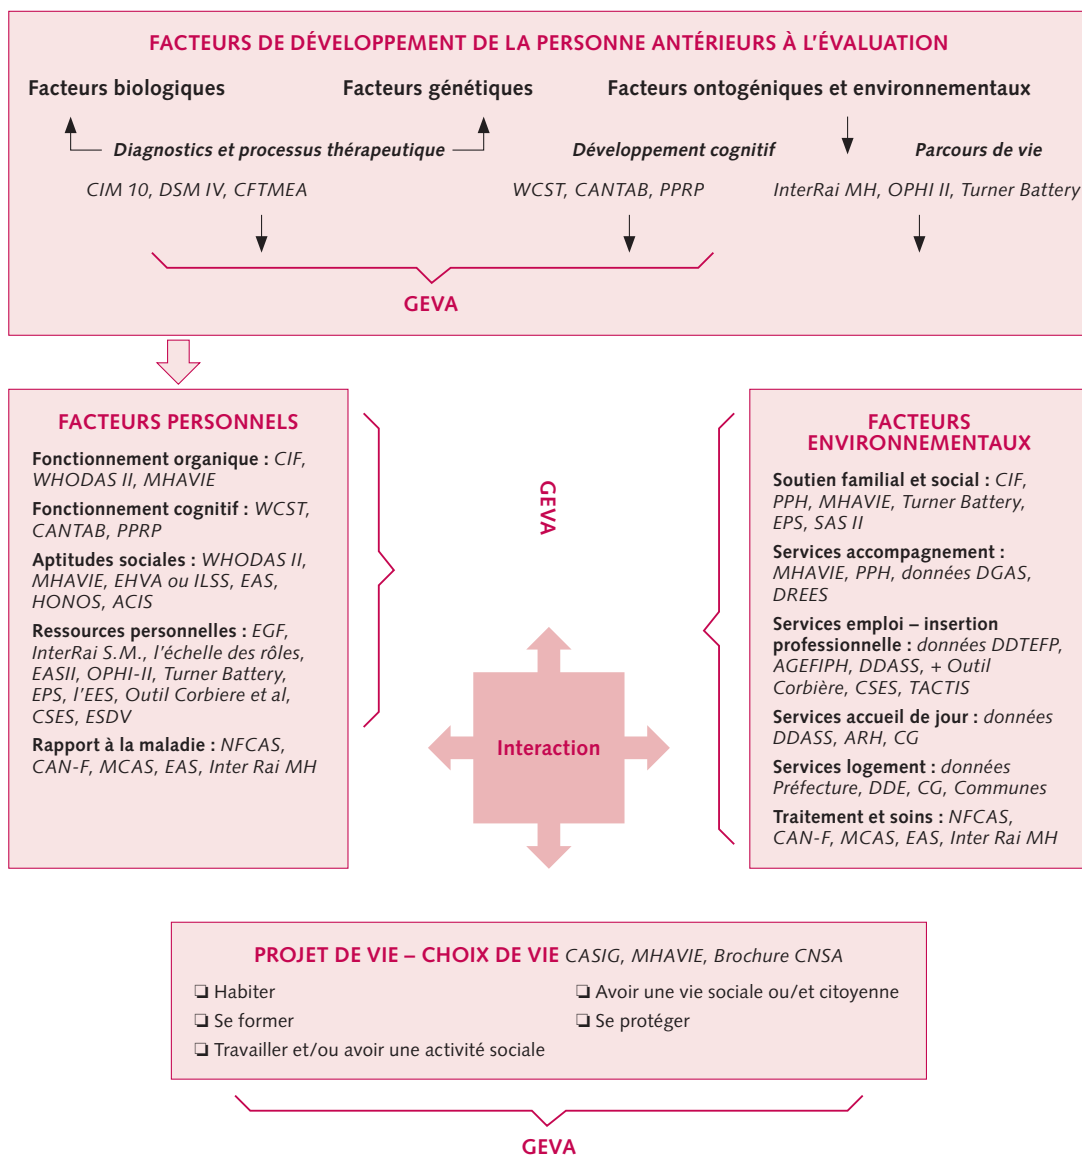 FACTEURS DE DÉVELOPPEMENT DE LA PERSONNE ANTÉRIEURS À L’ÉVALUATION
Facteurs biologiques
Facteurs génétiques
Facteurs ontogéniques et environnementaux
Diagnostics et processus thérapeutique
Développement cognitif
Parcours de vie
CIM 10, DSM IV, CFTMEA
WCST, CANTAB, PPRP
InterRai MH, OPHI II, Turner Battery
GEVA
FACTEURS PERSONNELS
Fonctionnement organique : CIF,
WHODAS II, MHAVIE
Fonctionnement cognitif : WCST,
CANTAB, PPRP
Aptitudes sociales : WHODAS II,
MHAVIE, EHVA ou ILSS, EAS,
HONOS, ACIS
Ressources personnelles : EGF,
InterRai S.M., l’échelle des rôles,
EASII, OPHI-II, Turner Battery,
EPS, l’EES, Outil Corbiere et al,
CSES, ESDV
Rapport à la maladie : NFCAS,
CAN-F, MCAS, EAS, Inter Rai MH
GEVA
Interaction
FACTEURS
ENVIRONNEMENTAUX
Soutien familial et social : CIF,
PPH, MHAVIE, Turner Battery,
EPS, SAS II
Services accompagnement :
MHAVIE, PPH, données DGAS,
DREES
Services emploi – insertion
professionnelle : données DDTEFP,
AGEFIPH, DDASS, + Outil
Corbière, CSES, TACTIS
Services accueil de jour : données
DDASS, ARH, CG
Services logement : données
Préfecture, DDE, CG, Communes
Traitement et soins : NFCAS,
CAN-F, MCAS, EAS, Inter Rai MH
PROJET DE VIE – CHOIX DE VIE CASIG, MHAVIE, Brochure CNSA
❑ Habiter
❑ Se former
❑ Travailler et/ou avoir une activité sociale
❑ Avoir une vie sociale ou/et citoyenne
❑ Se protéger
GEVA